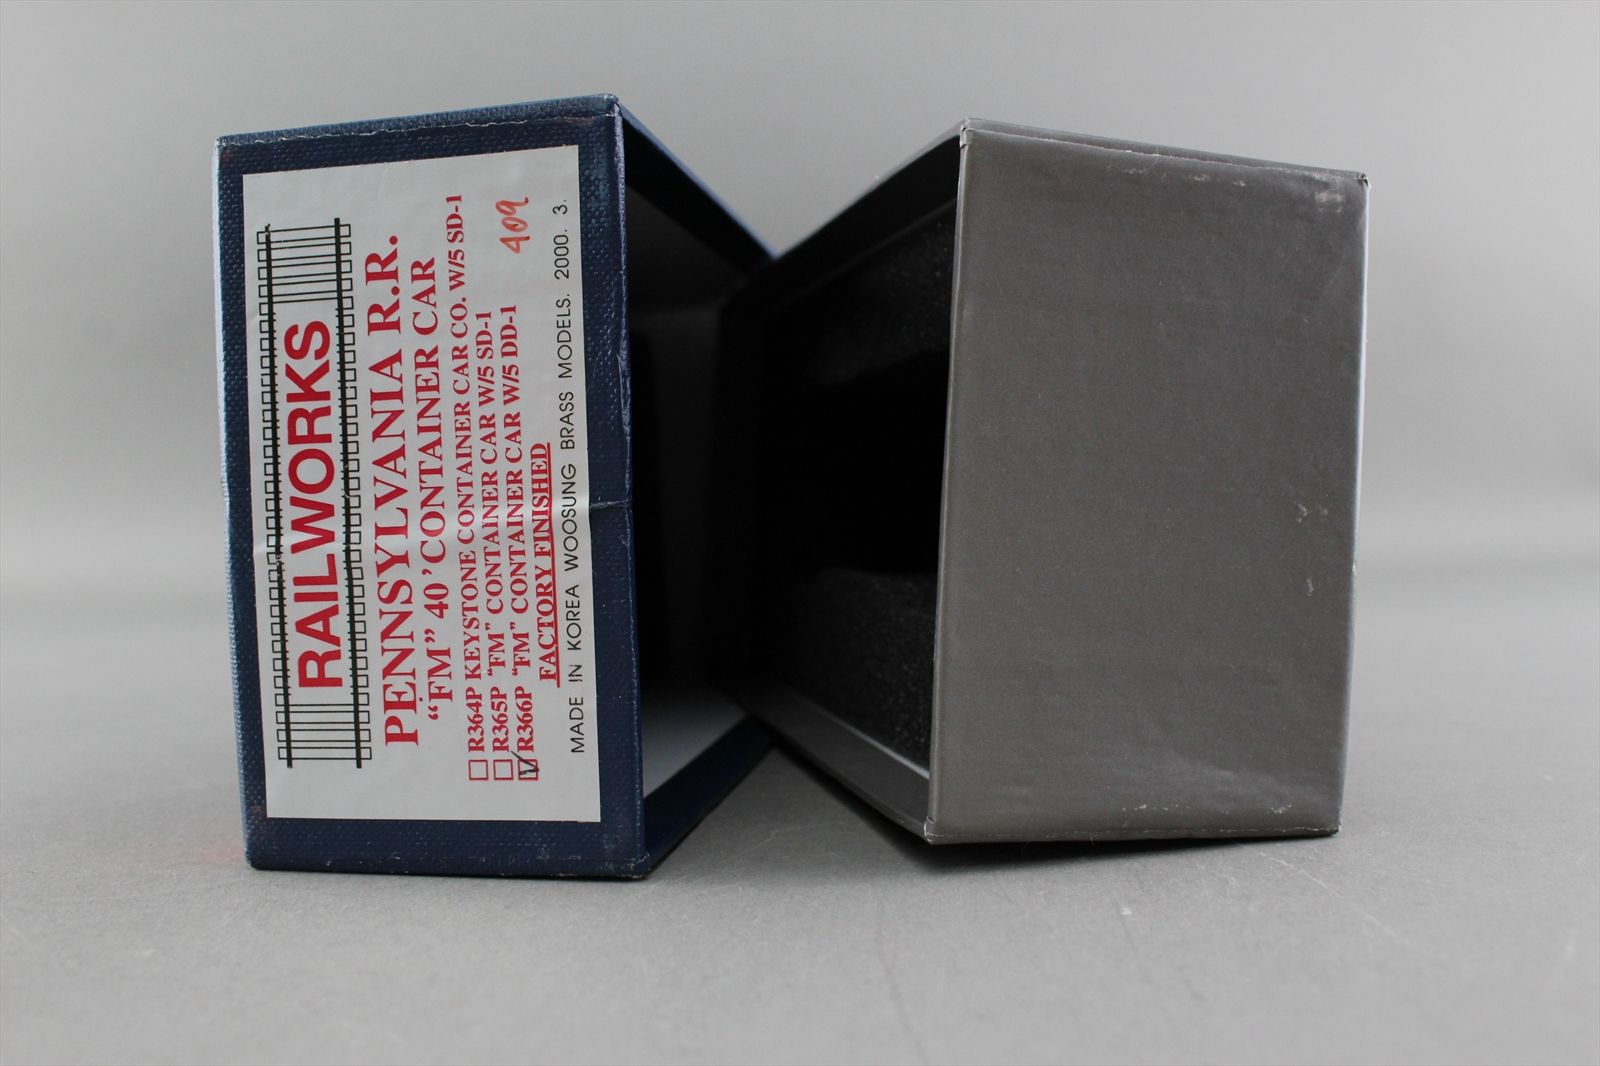 RAILWORKS
PENNSYLVANIA R.R.
“FM” 40 ’CONTAINER CAR
R364P KEYSTONE CONTAINER CAR CO. W/5 SD-1
R365P “FM” CONTAINER CAR W/5 SD-1
R366P “FM” CONTAINER CAR W/5 DD-1
FACTORY FINISHED
409
MADE IN KOREA WOOSUNG BRASS MODELS. 2000. 3.